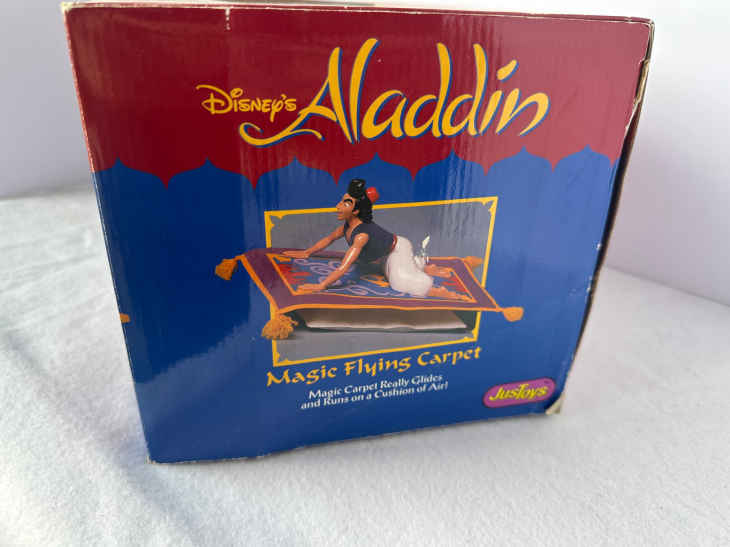 Disney's Aladdin
Magic Flying Carpet
Magic Carpet Really Glides
and Runs on a Cushion of Air!
JusToys